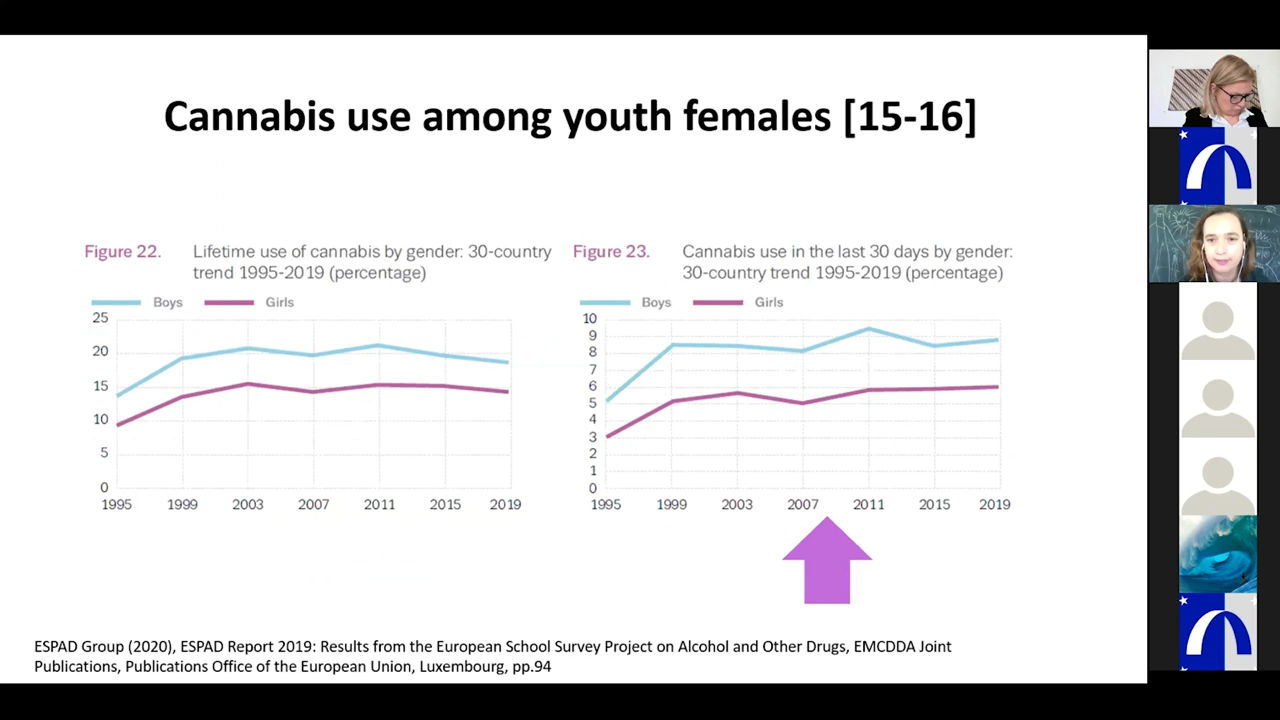 Cannabis use among youth females [15-16]
Figure 22. Lifetime use of cannabis by gender: 30-country
trend 1995-2019 (percentage)
Boys Girls
25
20
15
10
5
0
1995 1999 2003 2007 2011 2015 2019
Figure 23. Cannabis use in the last 30 days by gender:
30-country trend 1995-2019 (percentage)
Boys Girls
10
9
8
7
6
5
4
3
2
1
0
1995 1999 2003 2007 2011 2015 2019
ESPAD Group (2020), ESPAD Report 2019: Results from the European School Survey Project on Alcohol and Other Drugs, EMCDDA Joint
Publications, Publications Office of the European Union, Luxembourg, pp.94